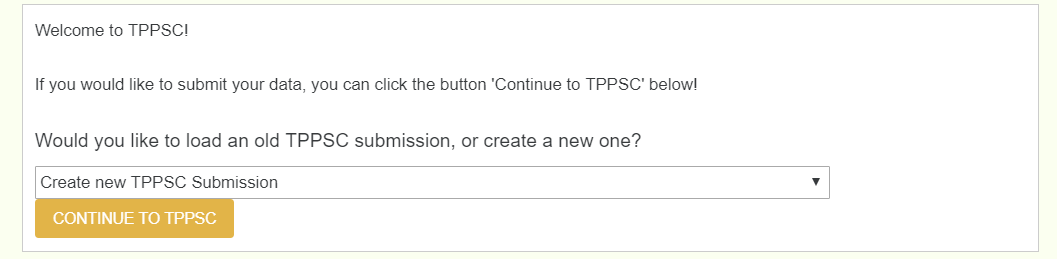 Welcome to TPPSC!
If you would like to submit your data, you can click the button 'Continue to TPPSC' below!
Would you like to load an old TPPSC submission, or create a new one?
Create new TPPSC Submission
CONTINUE TO TPPSC